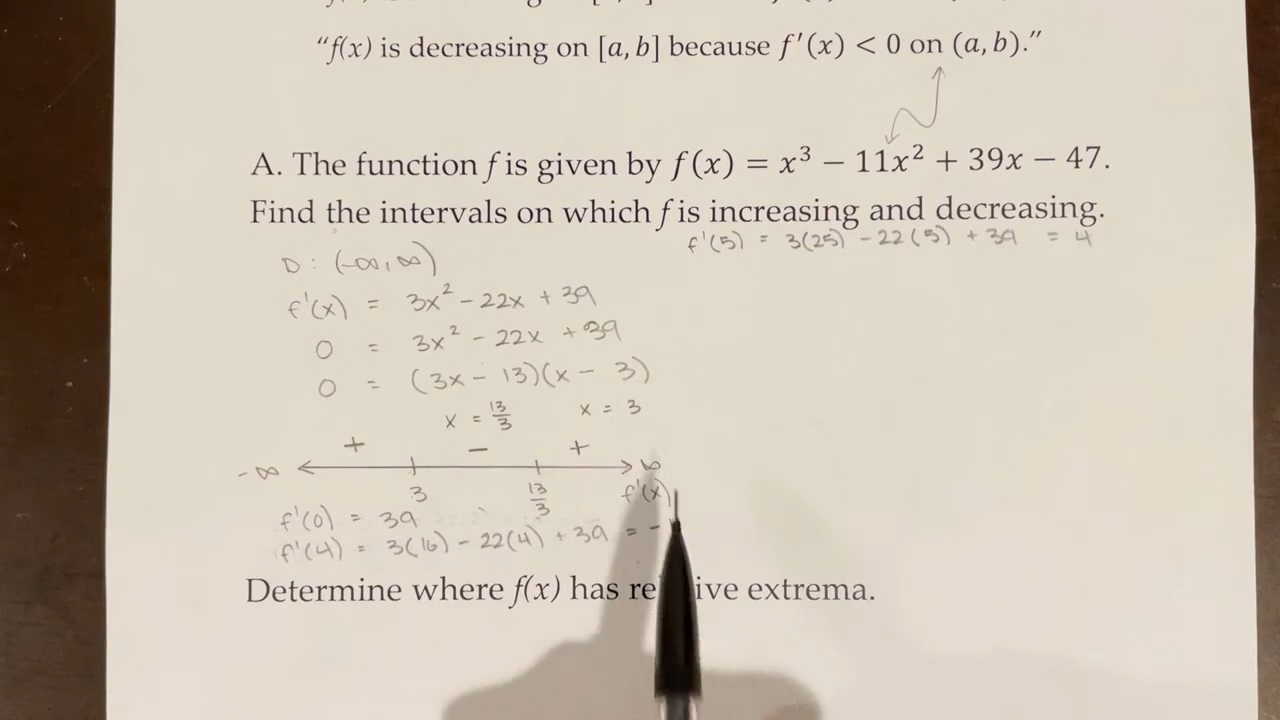 “f(x) is decreasing on [a, b] because f′(x) < 0 on (a, b).”
A. The function f is given by f(x) = x³ − 11x² + 39x − 47.
Find the intervals on which f is increasing and decreasing.
f'(5) = 3(25) - 22(5) + 39 = 4
D: (-∞, ∞)
f'(x) = 3x² - 22x + 39
0 = 3x² - 22x + 39
0 = (3x - 13)(x - 3)
x = 13/3 x = 3
+ - +
-∞ ∞
3 13/3 f'(x)
f'(0) = 39
f'(4) = 3(16) - 22(4) + 39 = -
Determine where f(x) has extrema.